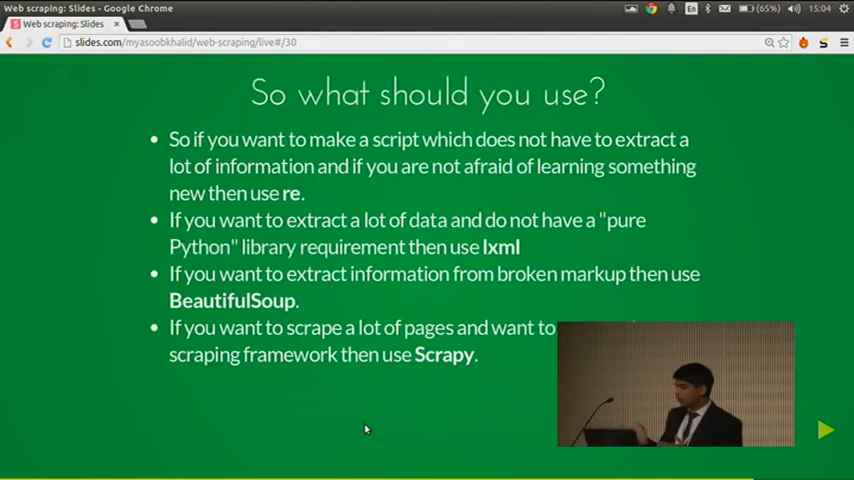 Web scraping: Slides - Google Chrome
En
(65%)
15:04
Web scraping: Slides
slides.com/myasoobkhalid/web-scraping/live#/30
So what should you use?
So if you want to make a script which does not have to extract a
lot of information and if you are not afraid of learning something
new then use re.
If you want to extract a lot of data and do not have a "pure
Python" library requirement then use lxml
If you want to extract information from broken markup then use
BeautifulSoup.
If you want to scrape a lot of pages and want to
scraping framework then use Scrapy.